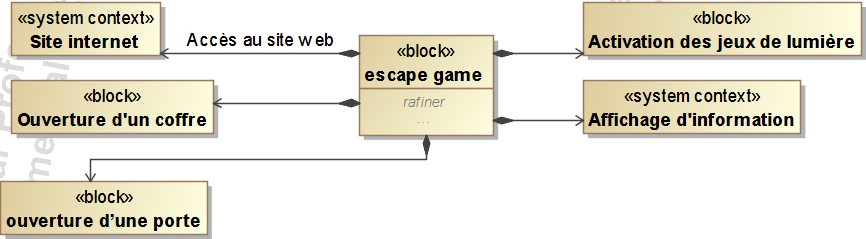 «system context»
Site internet
Accès au site web
«block»
escape game
rafiner
...
«block»
Activation des jeux de lumière
«block»
Ouverture d'un coffre
«system context»
Affichage d'information
«block»
ouverture d’une porte